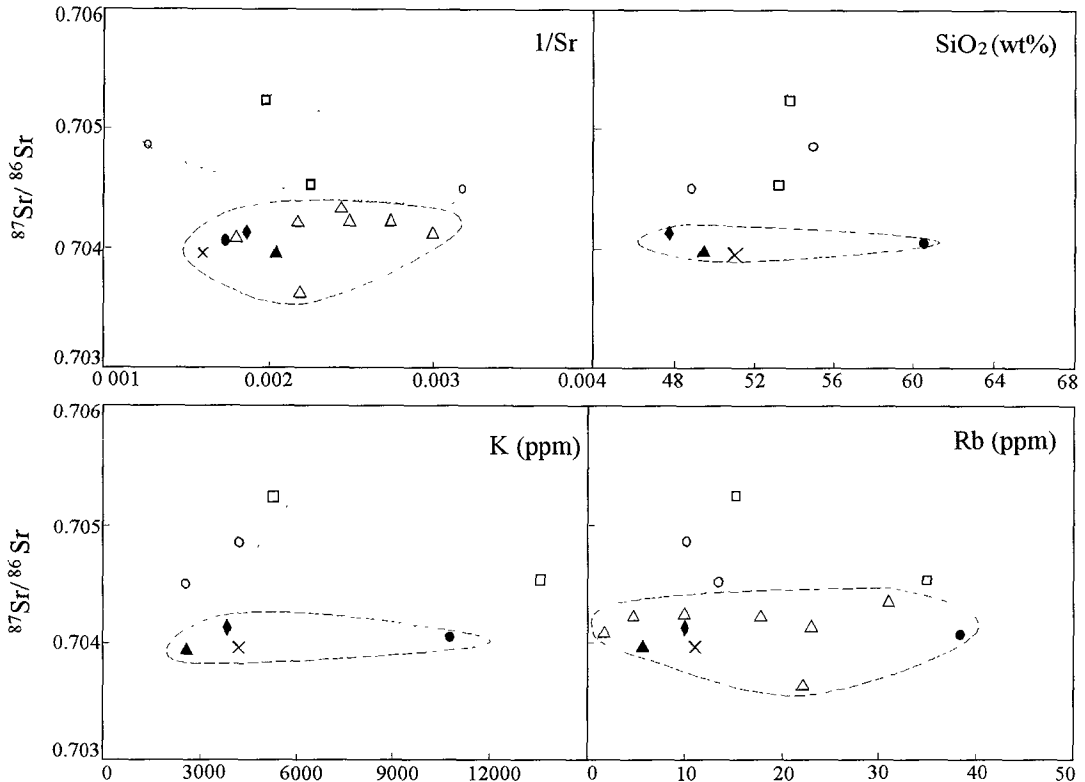 0.706
1/Sr
SiO₂ (wt%)
0.705
⁸⁷Sr/ ⁸⁶Sr
0.704
0.703
0.001 0.002 0.003 0.004 48 52 56 60 64 68
0.706
K (ppm)
Rb (ppm)
0.705
⁸⁷Sr/ ⁸⁶Sr
0.704
0.703
3000 6000 9000 12000 0 10 20 30 40 50